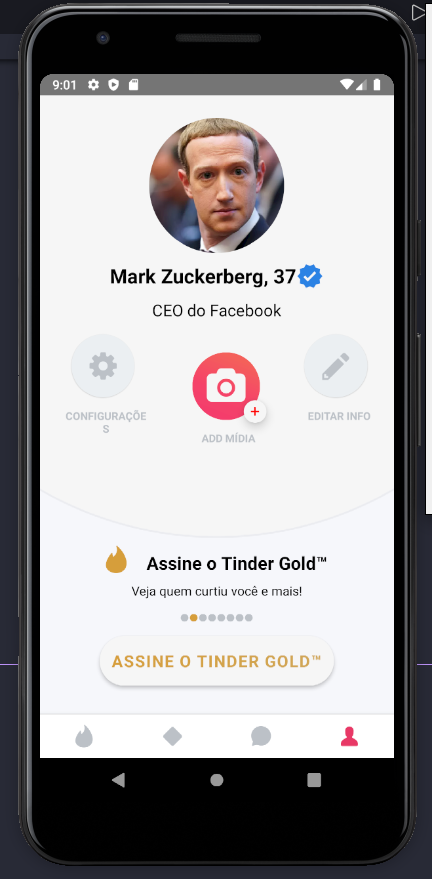 9:01
Mark Zuckerberg, 37
CEO do Facebook
CONFIGURAÇÕE
S
ADD MÍDIA
EDITAR INFO
Assine o Tinder Gold™
Veja quem curtiu você e mais!
ASSINE O TINDER GOLD™